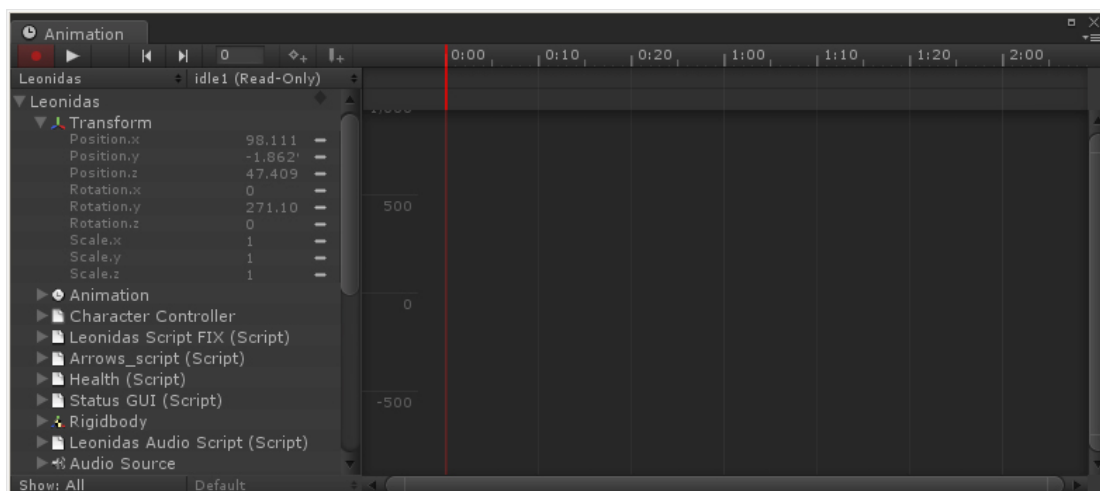 Animation
0 0:00 0:10 0:20 1:00 1:10 1:20 2:00
Leonidas idle1 (Read-Only)
Leonidas
Transform
Position.x 98.111
Position.y -1.862
Position.z 47.409
Rotation.x 0
Rotation.y 271.10
500
Rotation.z 0
Scale.x 1
Scale.y 1
Scale.z 1
Animation
0
Character Controller
Leonidas Script FIX (Script)
Arrows_script (Script)
Health (Script)
Status GUI (Script)
-500
Rigidbody
Leonidas Audio Script (Script)
Audio Source
Show: All Default